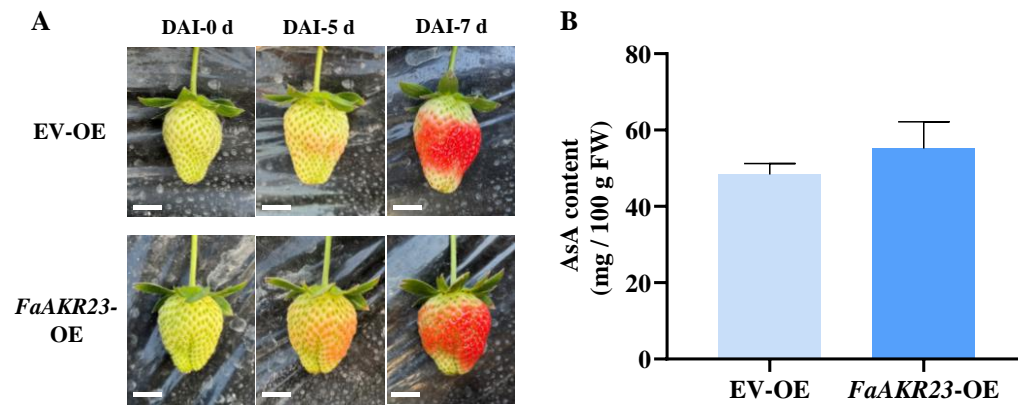 A
DAI-0 d DAI-5 d DAI-7 d
EV-OE
FaAKR23-
OE
B
AsA content
(mg / 100 g FW)
80
60
40
20
0
EV-OE FaAKR23-OE